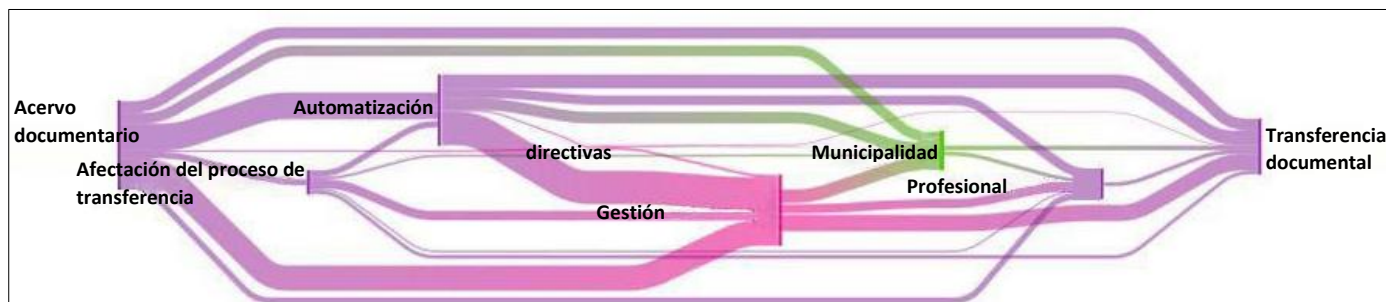 Acervo
documentario
Automatización
Afectación del proceso de
transferencia
directivas
Gestión
Municipalidad
Profesional
Transferencia
documental